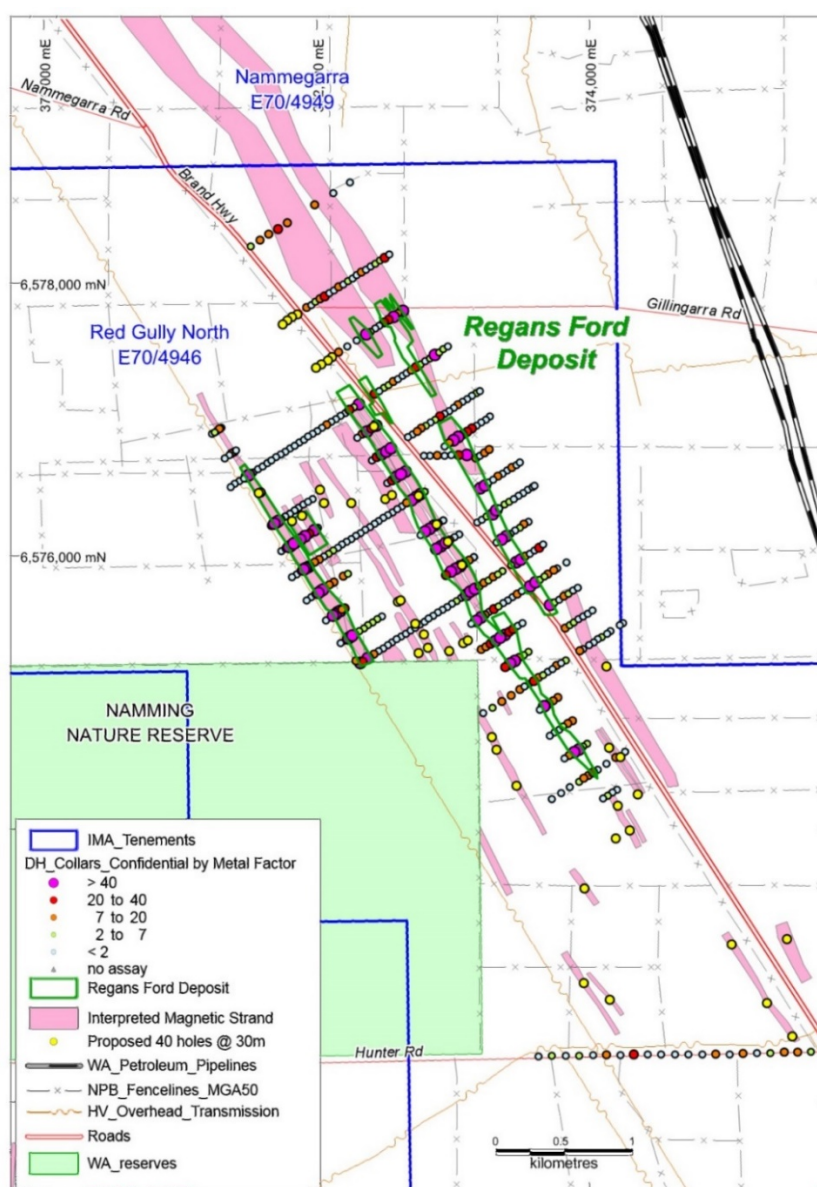 Nammegarra
E70/4949
374,000 mE
Nammegarra Rd
Brand Hwy
6,578,000 mN
Gillingarra Rd
Red Gully North
E70/4946
Regans Ford
Deposit
6,576,000 mN
NAMMING
NATURE RESERVE
IMA_Tenements
DH_Collars_Confidential by Metal Factor
> 40
20 to 40
7 to 20
2 to 7
< 2
no assay
Regans Ford Deposit
Interpreted Magnetic Strand
Proposed 40 holes @ 30m
WA_Petroleum_Pipelines
NPB_Fencelines_MGA50
HV_Overhead_Transmission
Roads
WA_reserves
Hunter Rd
0 0.5 1
kilometres